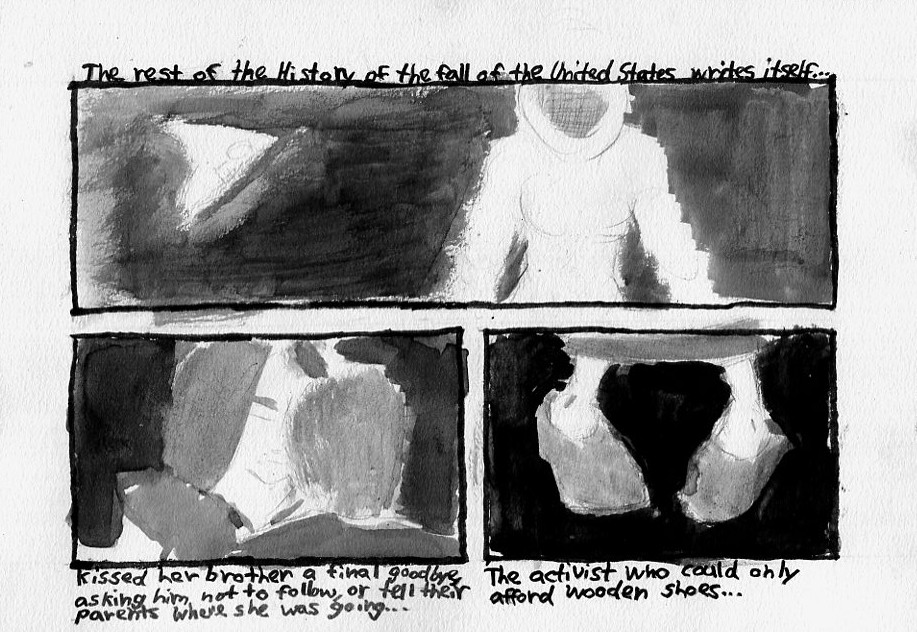 The rest of the History of the fall of the United States writes itself...
Kissed her brother a final goodbye,
asking him not to follow, or tell their
parents where she was going...
The activist who could only
afford wooden shoes...